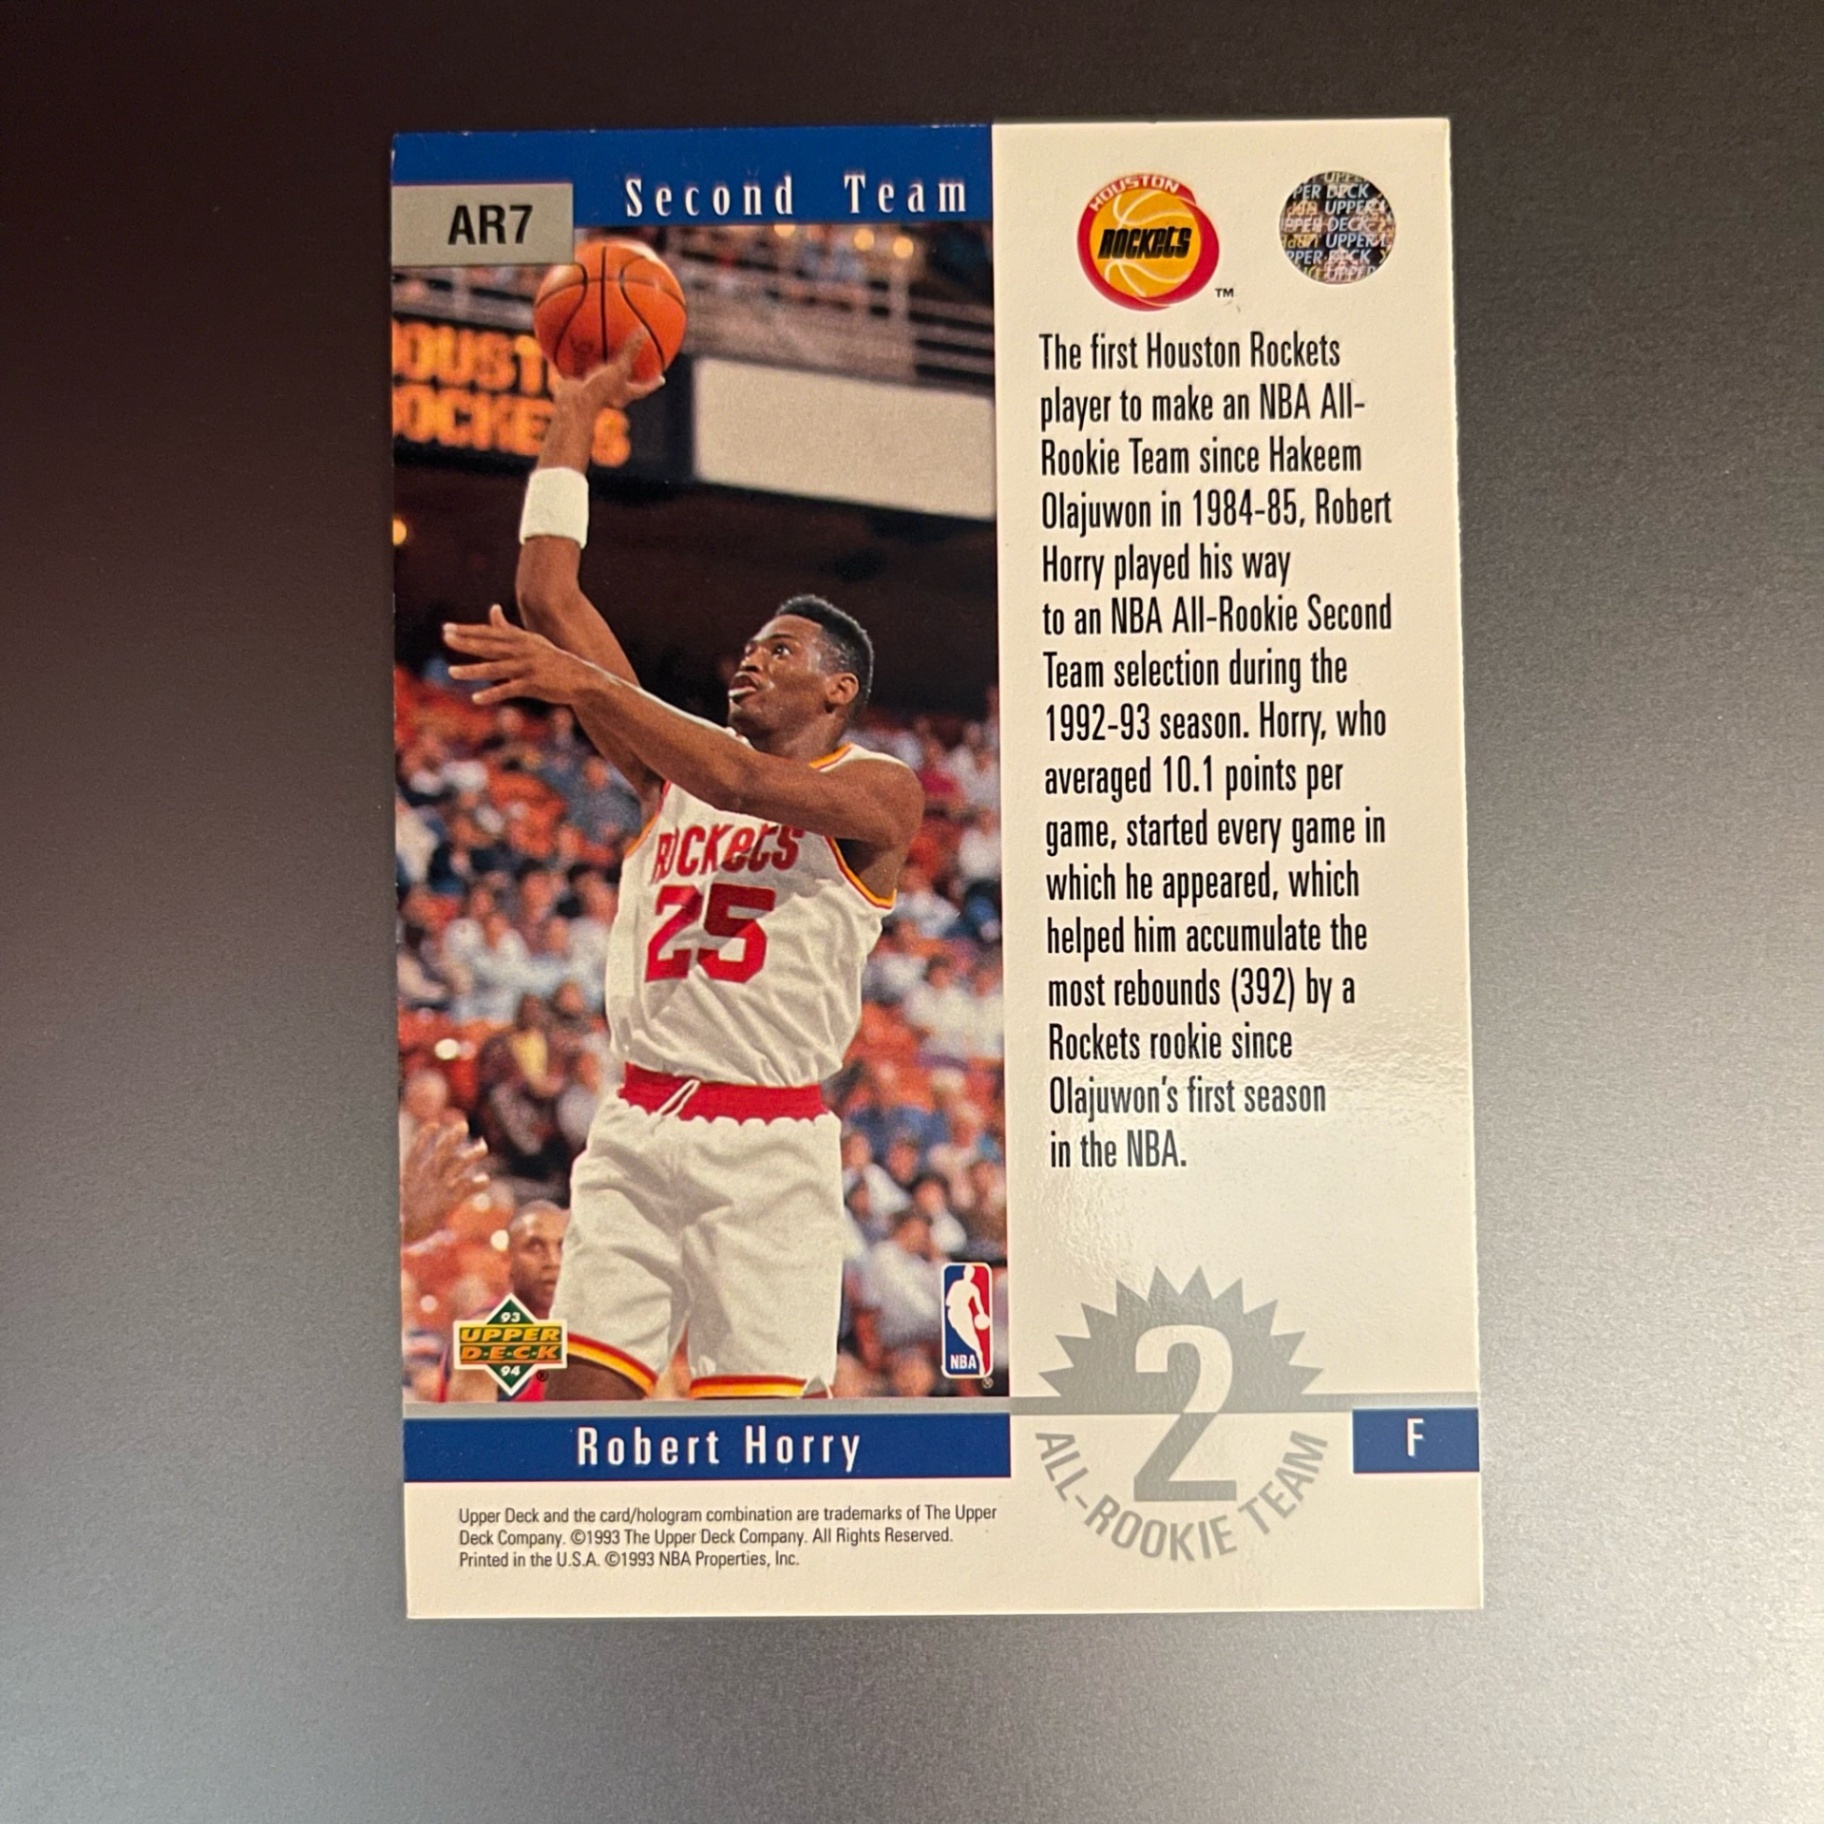 Second Team
AR7
HOUSTON
ROCKETS
TM
UPPER DECK
The first Houston Rockets
player to make an NBA All-
Rookie Team since Hakeem
Olajuwon in 1984-85, Robert
Horry played his way
to an NBA All-Rookie Second
Team selection during the
1992-93 season. Horry, who
averaged 10.1 points per
game, started every game in
which he appeared, which
helped him accumulate the
most rebounds (392) by a
Rockets rookie since
Olajuwon's first season
in the NBA.
ROCKETS
25
93
UPPER
D·E·C·K
94
®
NBA
®
Robert Horry
2
ALL-ROOKIE TEAM
F
Upper Deck and the card/hologram combination are trademarks of The Upper
Deck Company. ©1993 The Upper Deck Company. All Rights Reserved.
Printed in the U.S.A. ©1993 NBA Properties, Inc.